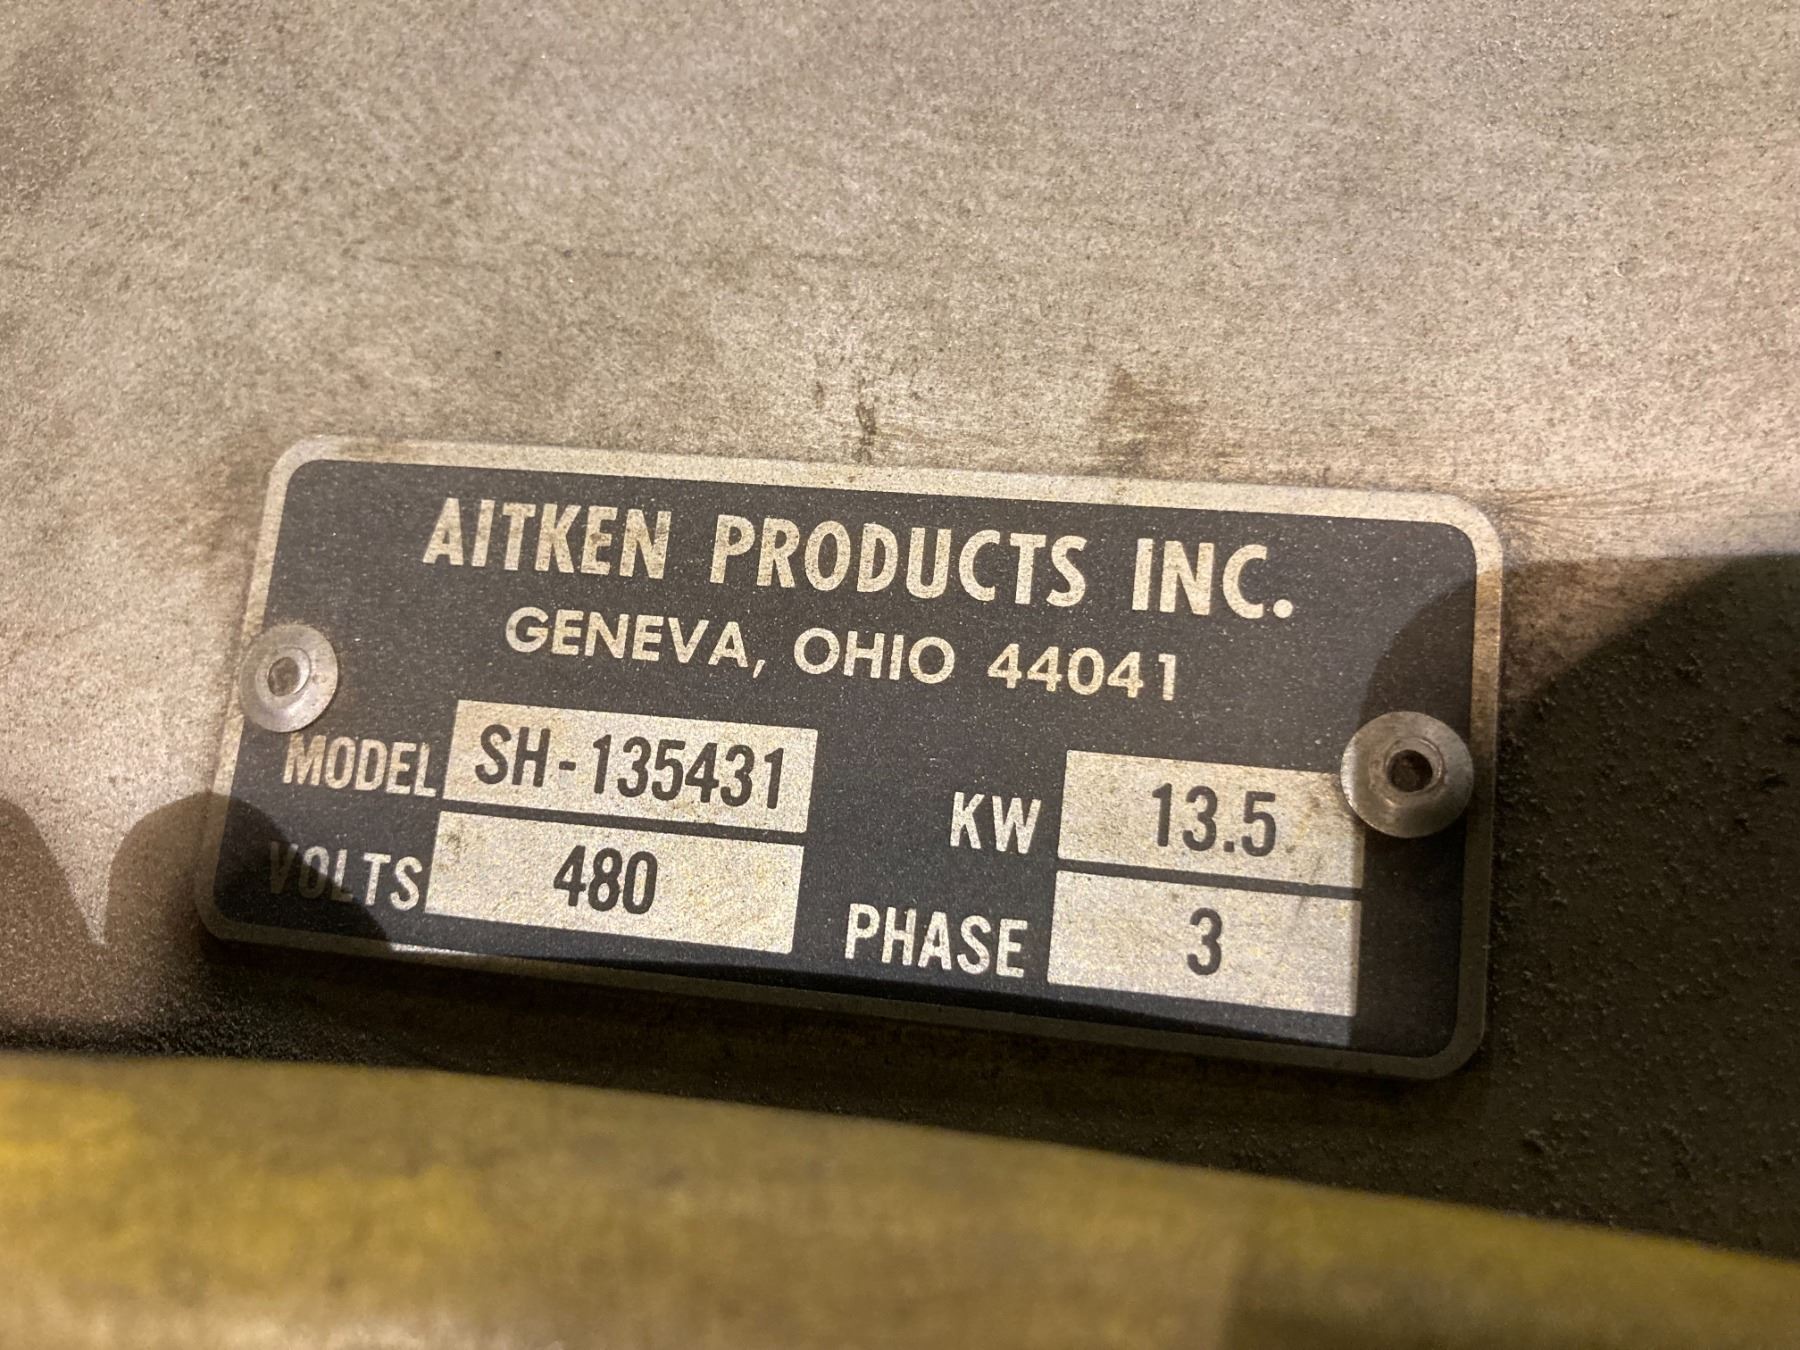 AITKEN PRODUCTS INC.
GENEVA, OHIO 44041
MODEL SH-135431
KW 13.5
VOLTS 480
PHASE 3